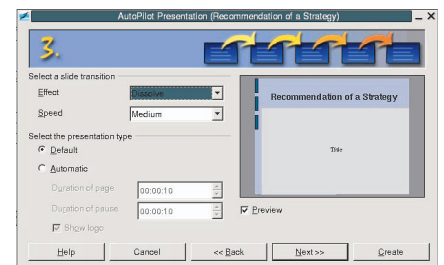 AutoPilot Presentation (Recommendation of a Strategy)
3.
Select a slide transition
Effect
Dissolve
Speed
Medium
Select the presentation type
Default
Automatic
Duration of page
00:00:10
Duration of pause
00:00:10
Show logo
Recommendation of a Strategy
Title
Preview
Help
Cancel
<< Back
Next >>
Create